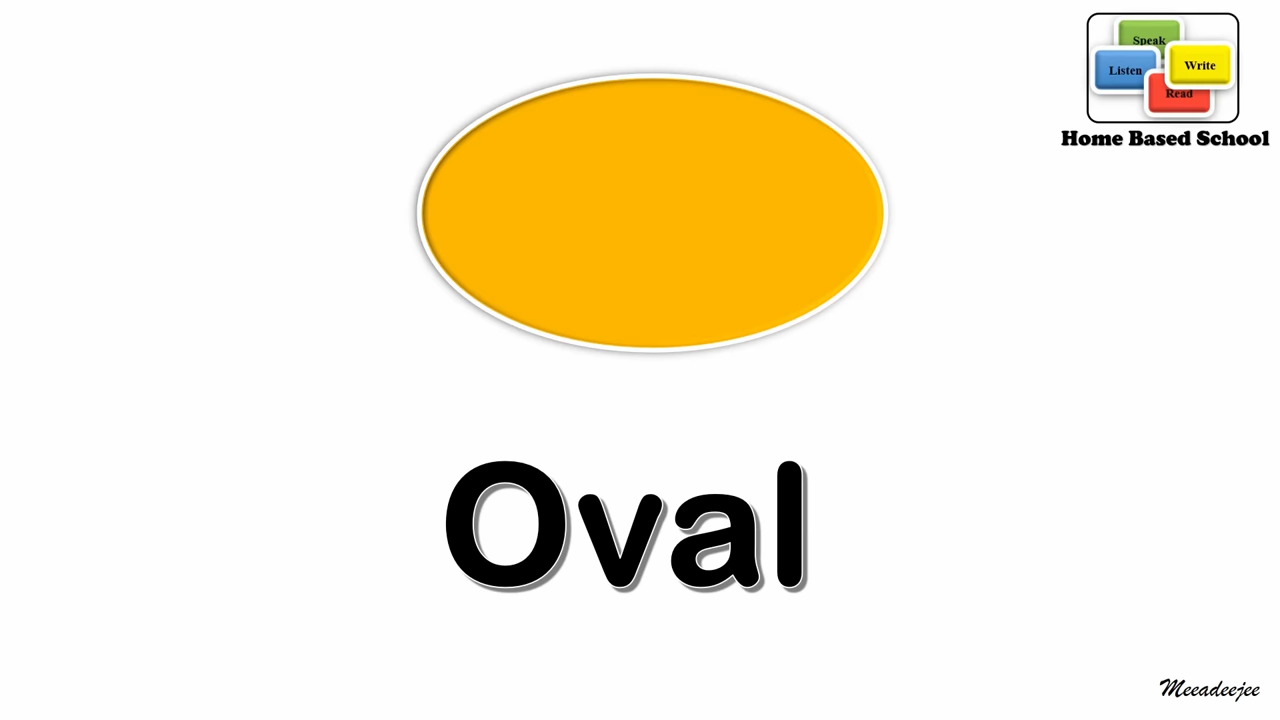 Speak
Listen
Write
Read
Home Based School
Oval
Meeadeejee